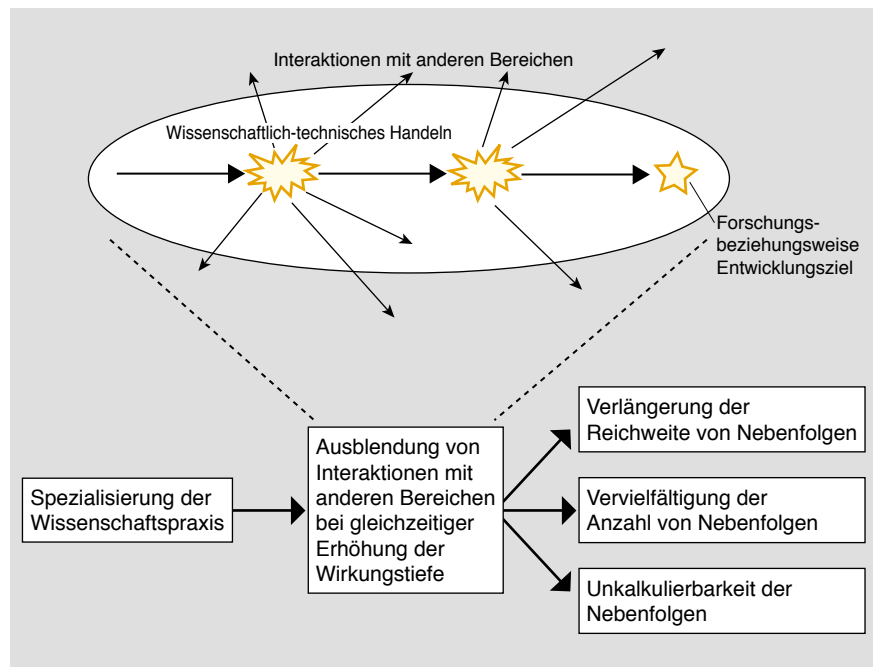 Interaktionen mit anderen Bereichen
Wissenschaftlich-technisches Handeln
Forschungs-
beziehungsweise
Entwicklungsziel
Spezialisierung der
Wissenschaftspraxis
Ausblendung von
Interaktionen mit
anderen Bereichen
bei gleichzeitiger
Erhöhung der
Wirkungstiefe
Verlängerung der
Reichweite von Nebenfolgen
Vervielfältigung der
Anzahl von Nebenfolgen
Unkalkulierbarkeit der
Nebenfolgen